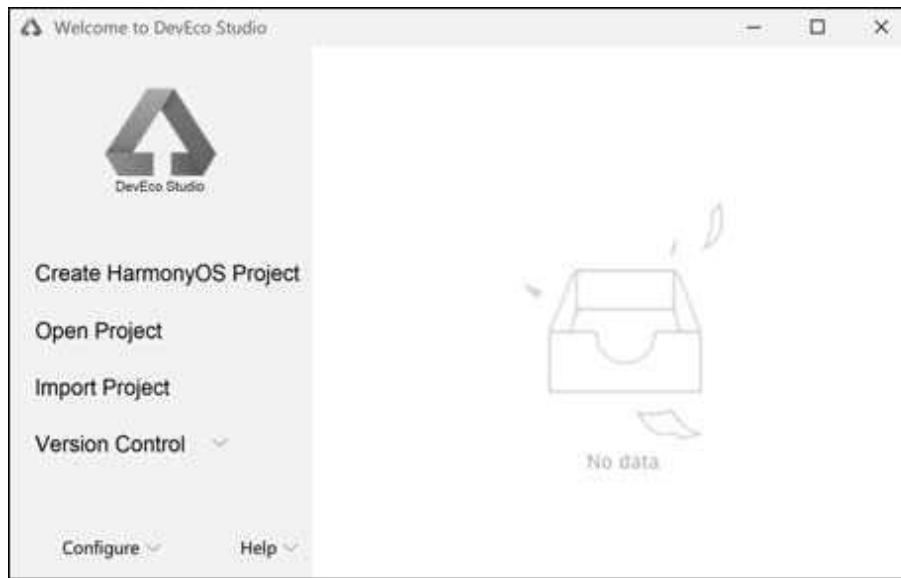 Welcome to DevEco Studio
DevEco Studio
Create HarmonyOS Project
Open Project
Import Project
Version Control
Configure
Help
No data